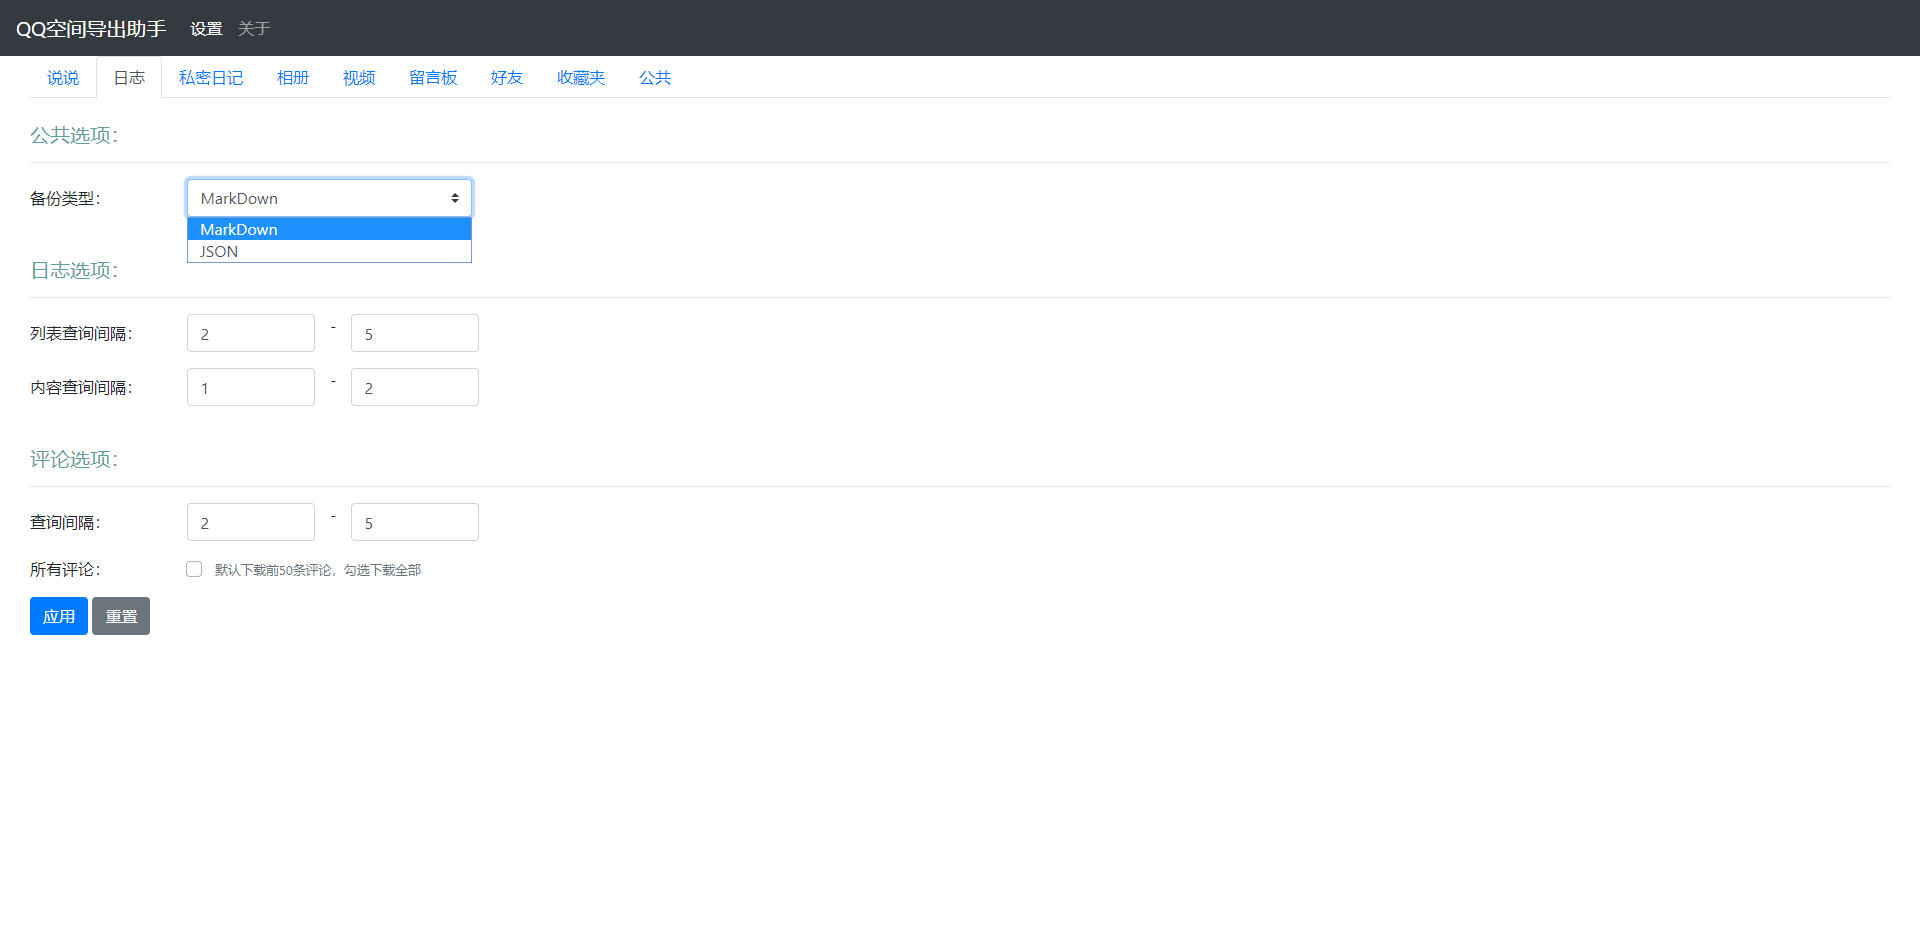 QQ空间导出助手 设置 关于
说说 日志 私密日记 相册 视频 留言板 好友 收藏夹 公共
公共选项：
备份类型： MarkDown
MarkDown
JSON
日志选项：
列表查询间隔： 2 - 5
内容查询间隔： 1 - 2
评论选项：
查询间隔： 2 - 5
所有评论： 默认下载前50条评论，勾选下载全部
应用 重置